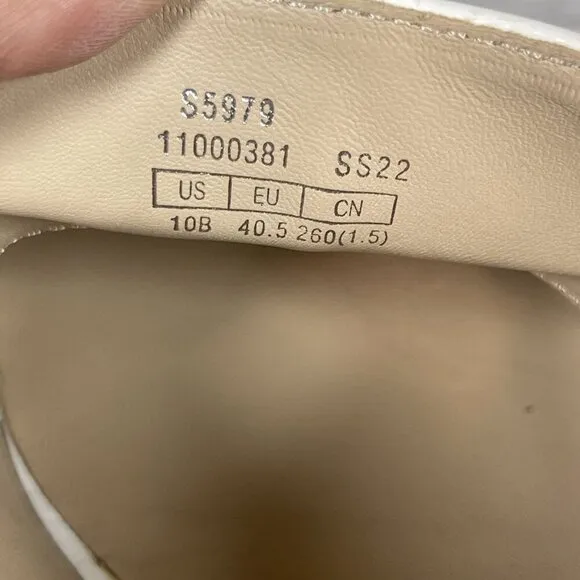 S5979
11000381 SS22
US EU CN
10B 40.5 260(1.5)